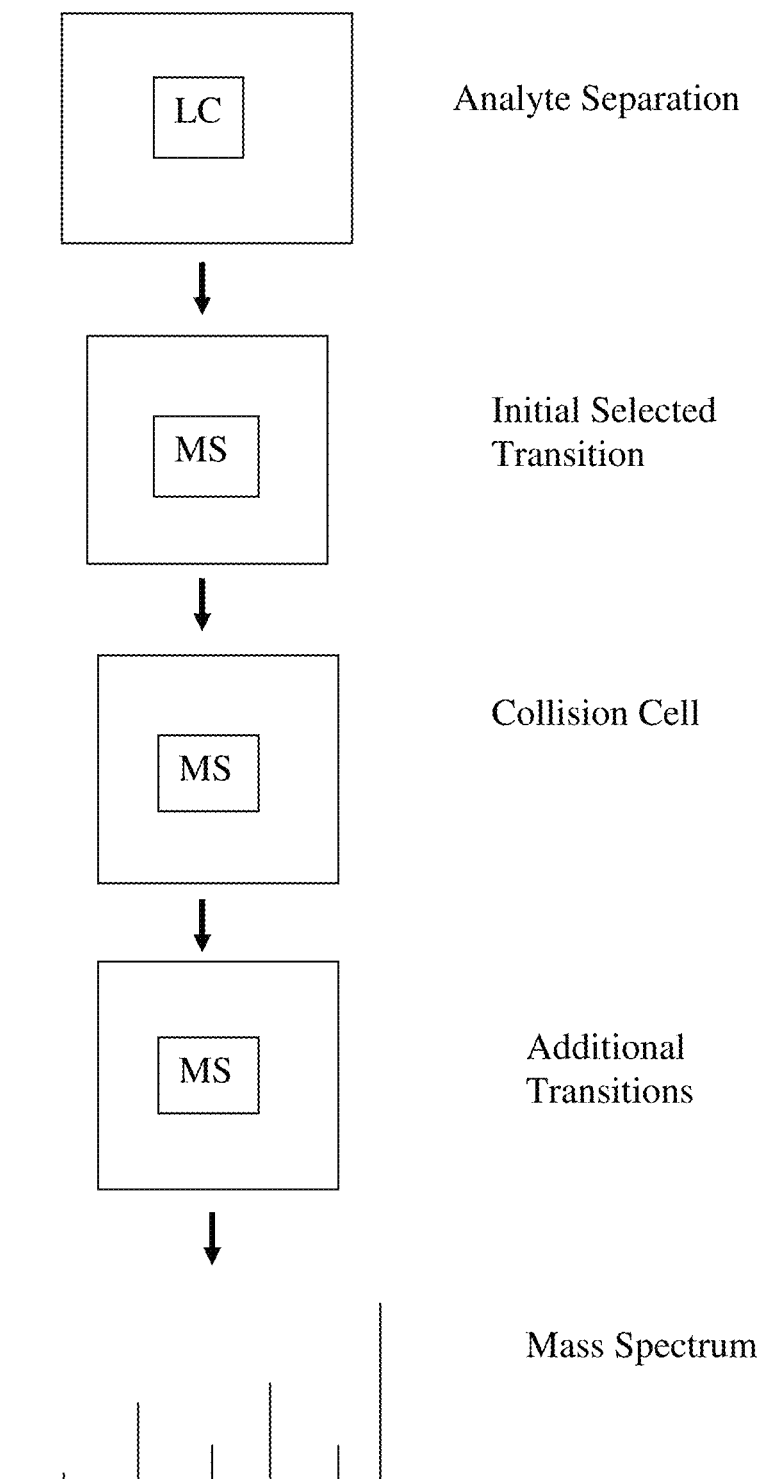 LC
Analyte Separation
MS
Initial Selected
Transition
MS
Collision Cell
MS
Additional
Transitions
Mass Spectrum